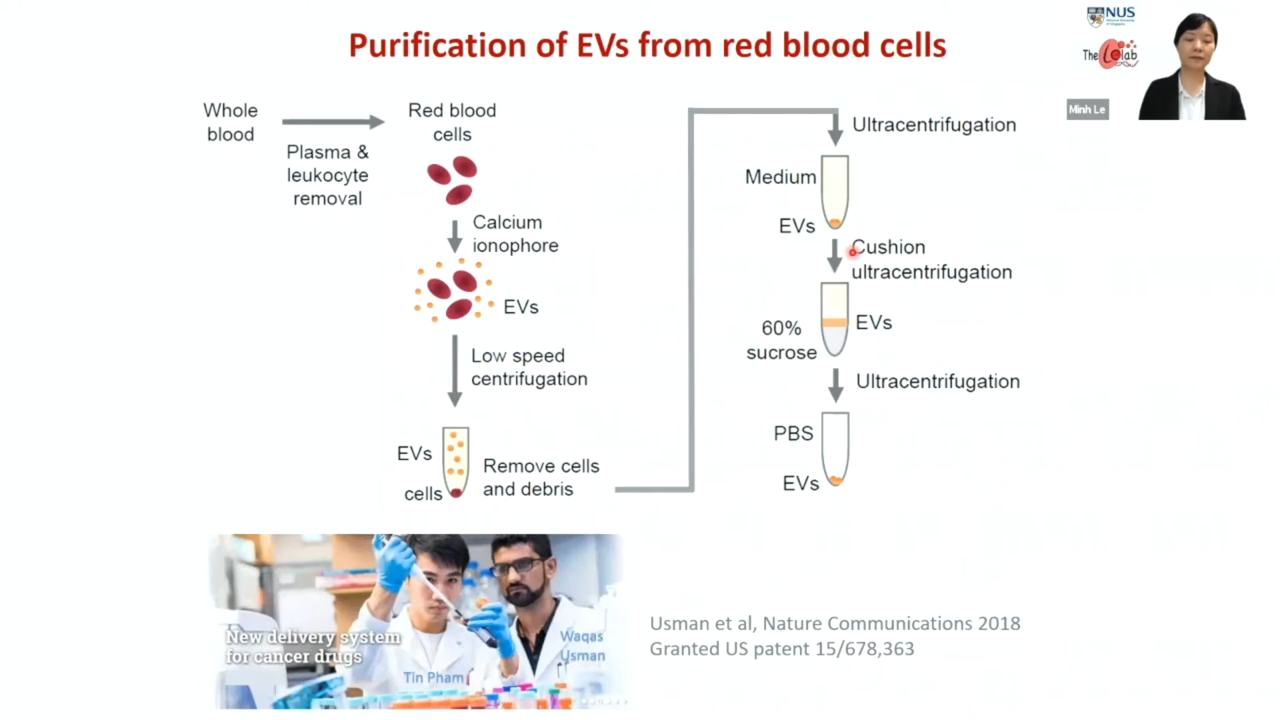 Purification of EVs from red blood cells
NUS
The Le lab
Minh Le
Whole
blood
Plasma &
leukocyte
removal
Red blood
cells
Calcium
ionophore
EVs
Low speed
centrifugation
EVs
cells
Remove cells
and debris
Ultracentrifugation
Medium
EVs
Cushion
ultracentrifugation
EVs
60%
sucrose
Ultracentrifugation
PBS
EVs
New delivery system
for cancer drugs
Tin Pham
Waqas
Usman
Usman et al, Nature Communications 2018
Granted US patent 15/678,363